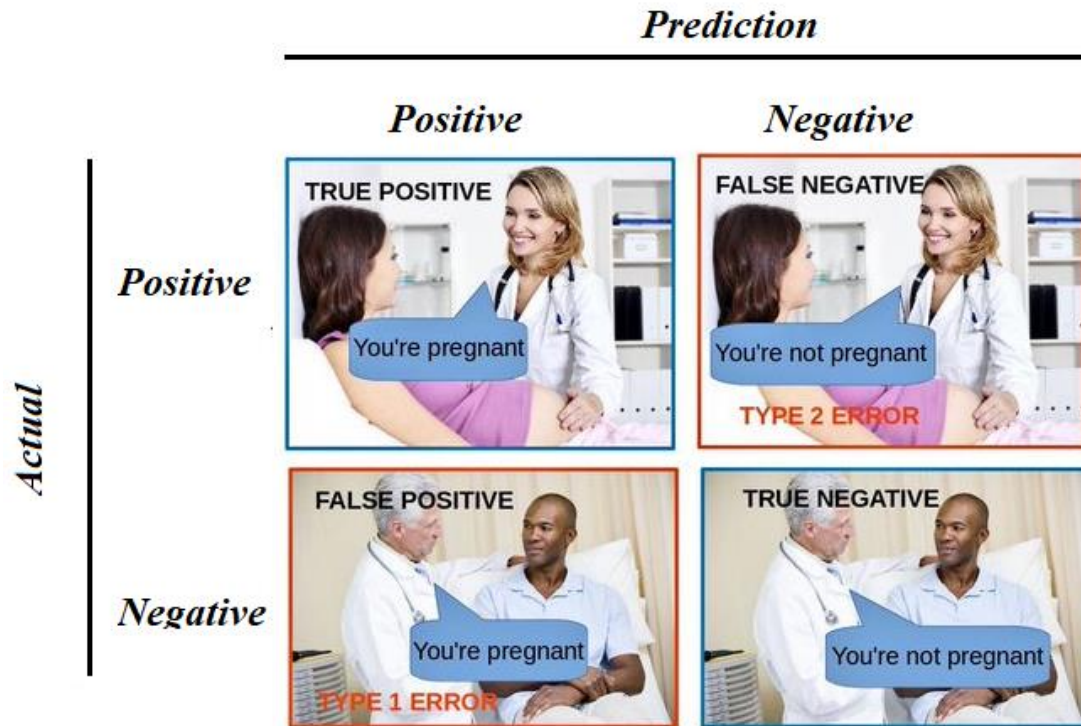 Prediction
Positive
Negative
TRUE POSITIVE
FALSE NEGATIVE
Positive
You're pregnant
You're not pregnant
TYPE 2 ERROR
Actual
FALSE POSITIVE
TRUE NEGATIVE
Negative
You're pregnant
You're not pregnant
TYPE 1 ERROR